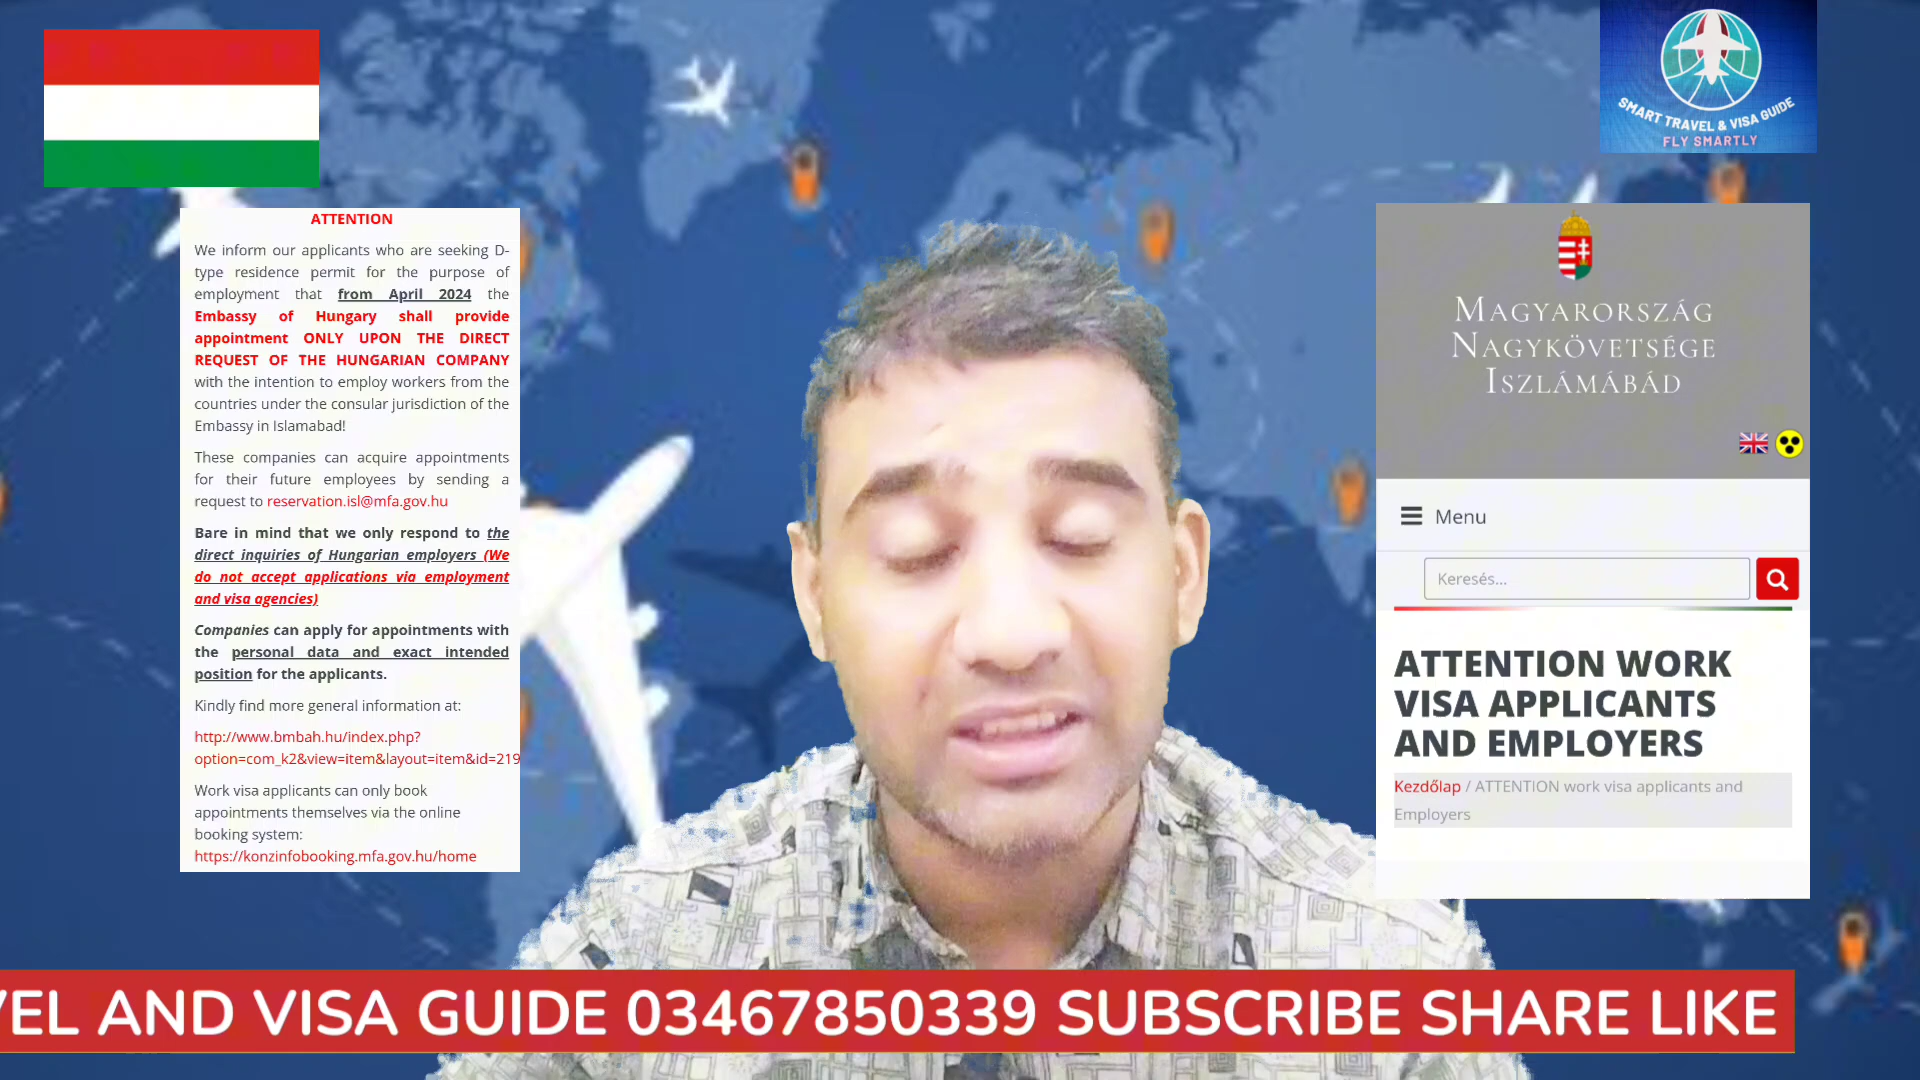 SMART TRAVEL & VISA GUIDE
FLY SMARTLY
ATTENTION
We inform our applicants who are seeking D-
type residence permit for the purpose of
employment that from April 2024 the
Embassy of Hungary shall provide
appointment ONLY UPON THE DIRECT
REQUEST OF THE HUNGARIAN COMPANY
with the intention to employ workers from the
countries under the consular jurisdiction of the
Embassy in Islamabad!
These companies can acquire appointments
for their future employees by sending a
request to reservation.isl@mfa.gov.hu
Bare in mind that we only respond to the
direct inquiries of Hungarian employers (We
do not accept applications via employment
and visa agencies)
Companies can apply for appointments with
the personal data and exact intended
position for the applicants.
Kindly find more general information at:
http://www.bmbah.hu/index.php?
option=com_k2&view=item&layout=item&id=219
Work visa applicants can only book
appointments themselves via the online
booking system:
https://konzinfobooking.mfa.gov.hu/home
MAGYARORSZÁG
NAGYKÖVETSÉGE
ISZLÁMÁBÁD
Menu
Keresés...
ATTENTION WORK
VISA APPLICANTS
AND EMPLOYERS
Kezdőlap / ATTENTION work visa applicants and
Employers
VEL AND VISA GUIDE 03467850339 SUBSCRIBE SHARE LIKE